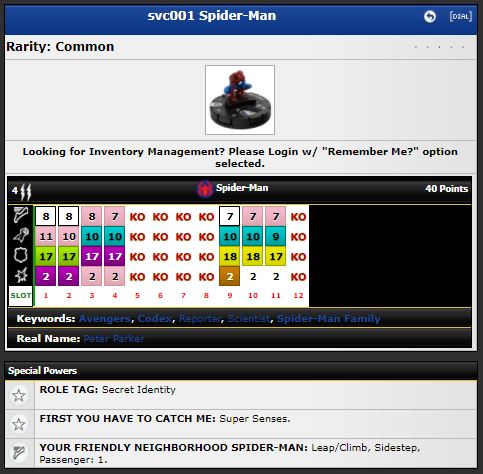 svc001 Spider-Man
[DIAL]
Rarity: Common
Looking for Inventory Management? Please Login w/ "Remember Me?" option
selected.
4 Spider-Man 40 Points
8 8 8 7 KO KO KO KO 7 7 7 KO
11 10 10 10 KO KO KO KO 10 10 9 KO
17 17 17 17 KO KO KO KO 18 18 17 KO
2 2 2 2 KO KO KO KO 2 2 2 KO
SLOT 1 2 3 4 5 6 7 8 9 10 11 12
Keywords: Avengers, Codex, Reporter, Scientist, Spider-Man Family
Real Name: Peter Parker
Special Powers
ROLE TAG: Secret Identity
FIRST YOU HAVE TO CATCH ME: Super Senses.
YOUR FRIENDLY NEIGHBORHOOD SPIDER-MAN: Leap/Climb, Sidestep,
Passenger: 1.